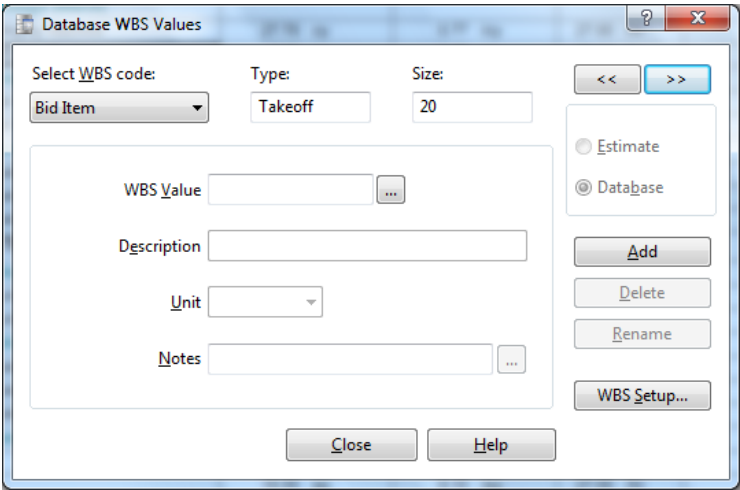 Database WBS Values
?
X
Select WBS code:
Type:
Size:
<<
>>
Bid Item
Takeoff
20
Estimate
Database
WBS Value
...
Description
Unit
Notes
...
Add
Delete
Rename
WBS Setup...
Close
Help